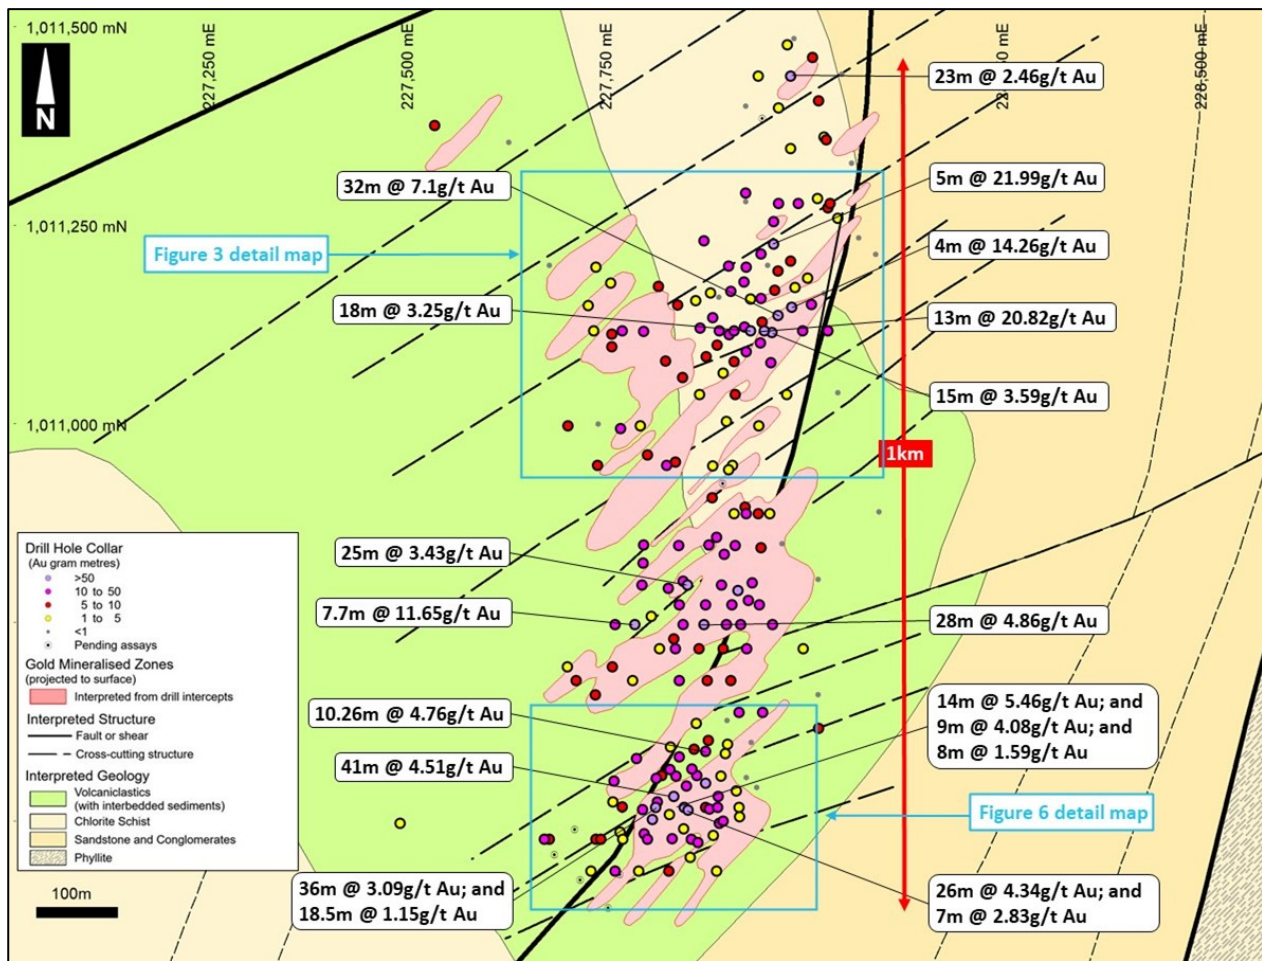 1,011,500 mN
227,250 mE
227,500 mE
227,750 mE
228,500 mE
N
23m @ 2.46g/t Au
32m @ 7.1g/t Au
5m @ 21.99g/t Au
1,011,250 mN
Figure 3 detail map
4m @ 14.26g/t Au
18m @ 3.25g/t Au
13m @ 20.82g/t Au
15m @ 3.59g/t Au
1,011,000 mN
1km
25m @ 3.43g/t Au
7.7m @ 11.65g/t Au
28m @ 4.86g/t Au
10.26m @ 4.76g/t Au
14m @ 5.46g/t Au; and
9m @ 4.08g/t Au; and
8m @ 1.59g/t Au
41m @ 4.51g/t Au
Figure 6 detail map
36m @ 3.09g/t Au; and
18.5m @ 1.15g/t Au
26m @ 4.34g/t Au; and
7m @ 2.83g/t Au
Drill Hole Collar
(Au gram metres)
>50
10 to 50
5 to 10
1 to 5
<1
Pending assays
Gold Mineralised Zones
(projected to surface)
Interpreted from drill intercepts
Interpreted Structure
Fault or shear
Cross-cutting structure
Interpreted Geology
Volcaniclastics
(with interbedded sediments)
Chlorite Schist
Sandstone and Conglomerates
Phyllite
100m